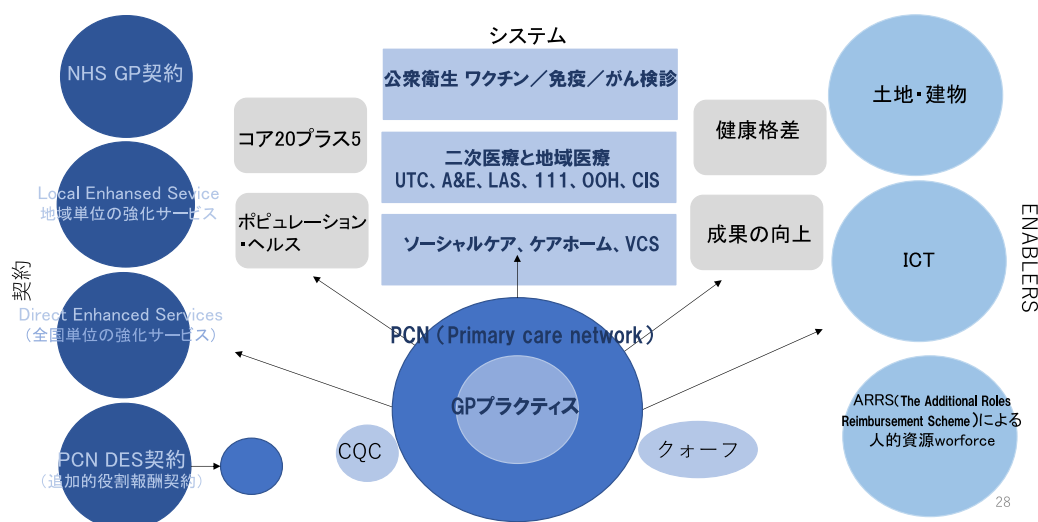 システム
NHS GP契約
Local Enhansed Sevice
地域単位の強化サービス
Direct Enhanced Services
（全国単位の強化サービス）
PCN DES契約
（追加的役割報酬契約）
契約
コア20プラス5
ポピュレーション
・ヘルス
公衆衛生 ワクチン／免疫／がん検診
二次医療と地域医療
UTC、A&E、LAS、111、OOH、CIS
ソーシャルケア、ケアホーム、VCS
健康格差
成果の向上
PCN（Primary care network）
GPプラクティス
CQC
クォーフ
土地・建物
ICT
ARRS(The Additional Roles
Reimbursement Scheme)による
人的資源worforce
ENABLERS
28